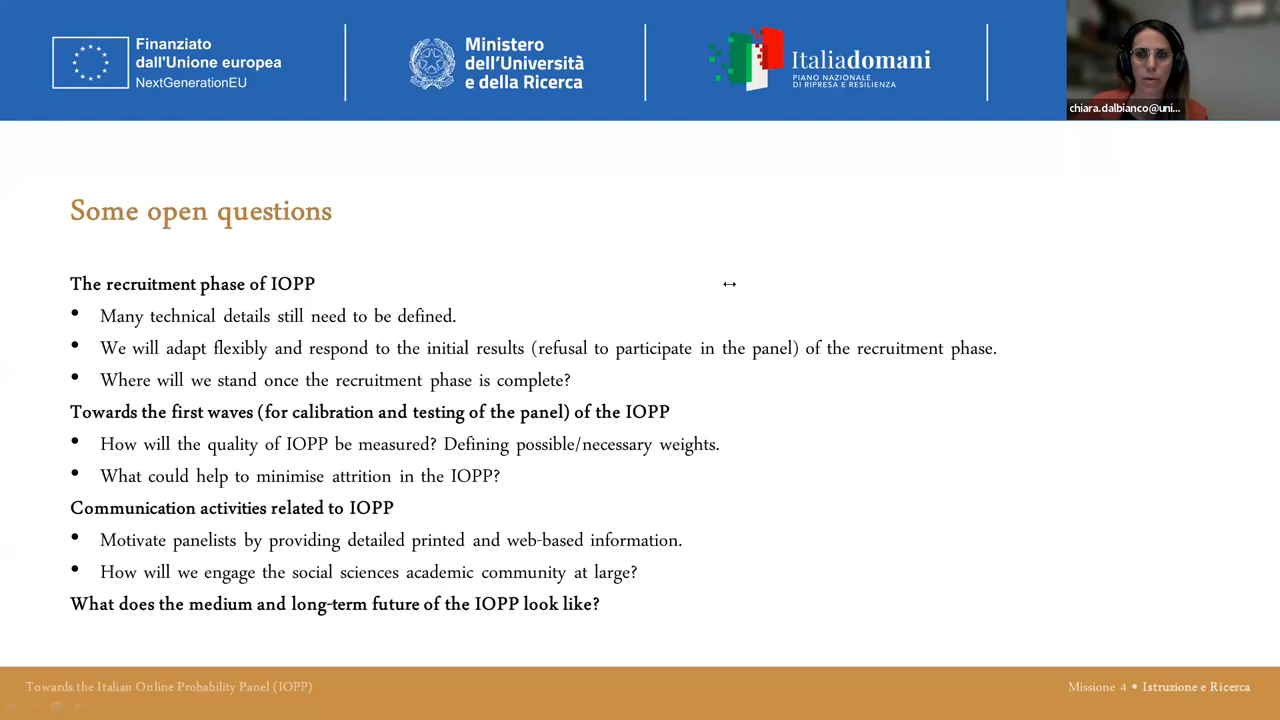 Finanziato
dall'Unione europea
NextGenerationEU
Ministero
dell'Università
e della Ricerca
Italiadomani
PIANO NAZIONALE
DI RIPRESA E RESILIENZA
chiara.dalbianco@uni...
Some open questions
The recruitment phase of IOPP
• Many technical details still need to be defined.
• We will adapt flexibly and respond to the initial results (refusal to participate in the panel) of the recruitment phase.
• Where will we stand once the recruitment phase is complete?
Towards the first waves (for calibration and testing of the panel) of the IOPP
• How will the quality of IOPP be measured? Defining possible/necessary weights.
• What could help to minimise attrition in the IOPP?
Communication activities related to IOPP
• Motivate panelists by providing detailed printed and web-based information.
• How will we engage the social sciences academic community at large?
What does the medium and long-term future of the IOPP look like?
Towards the Italian Online Probability Panel (IOPP)
Missione 4 • Istruzione e Ricerca